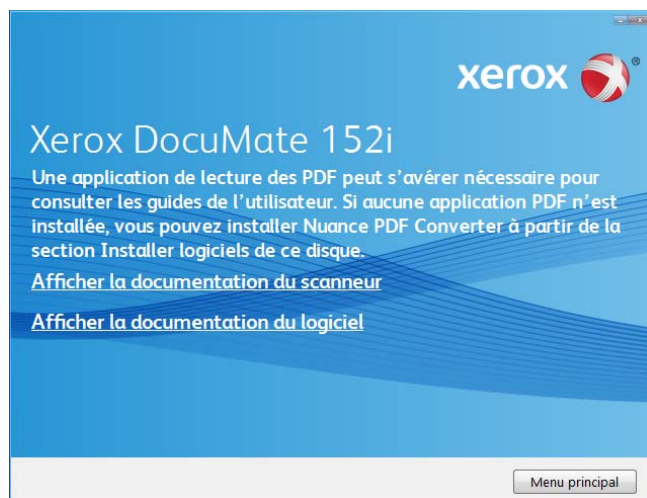 xerox ®
Xerox DocuMate 152i
Une application de lecture des PDF peut s’avérer nécessaire pour
consulter les guides de l’utilisateur. Si aucune application PDF n’est
installée, vous pouvez installer Nuance PDF Converter à partir de la
section Installer logiciels de ce disque.
Afficher la documentation du scanneur
Afficher la documentation du logiciel
Menu principal